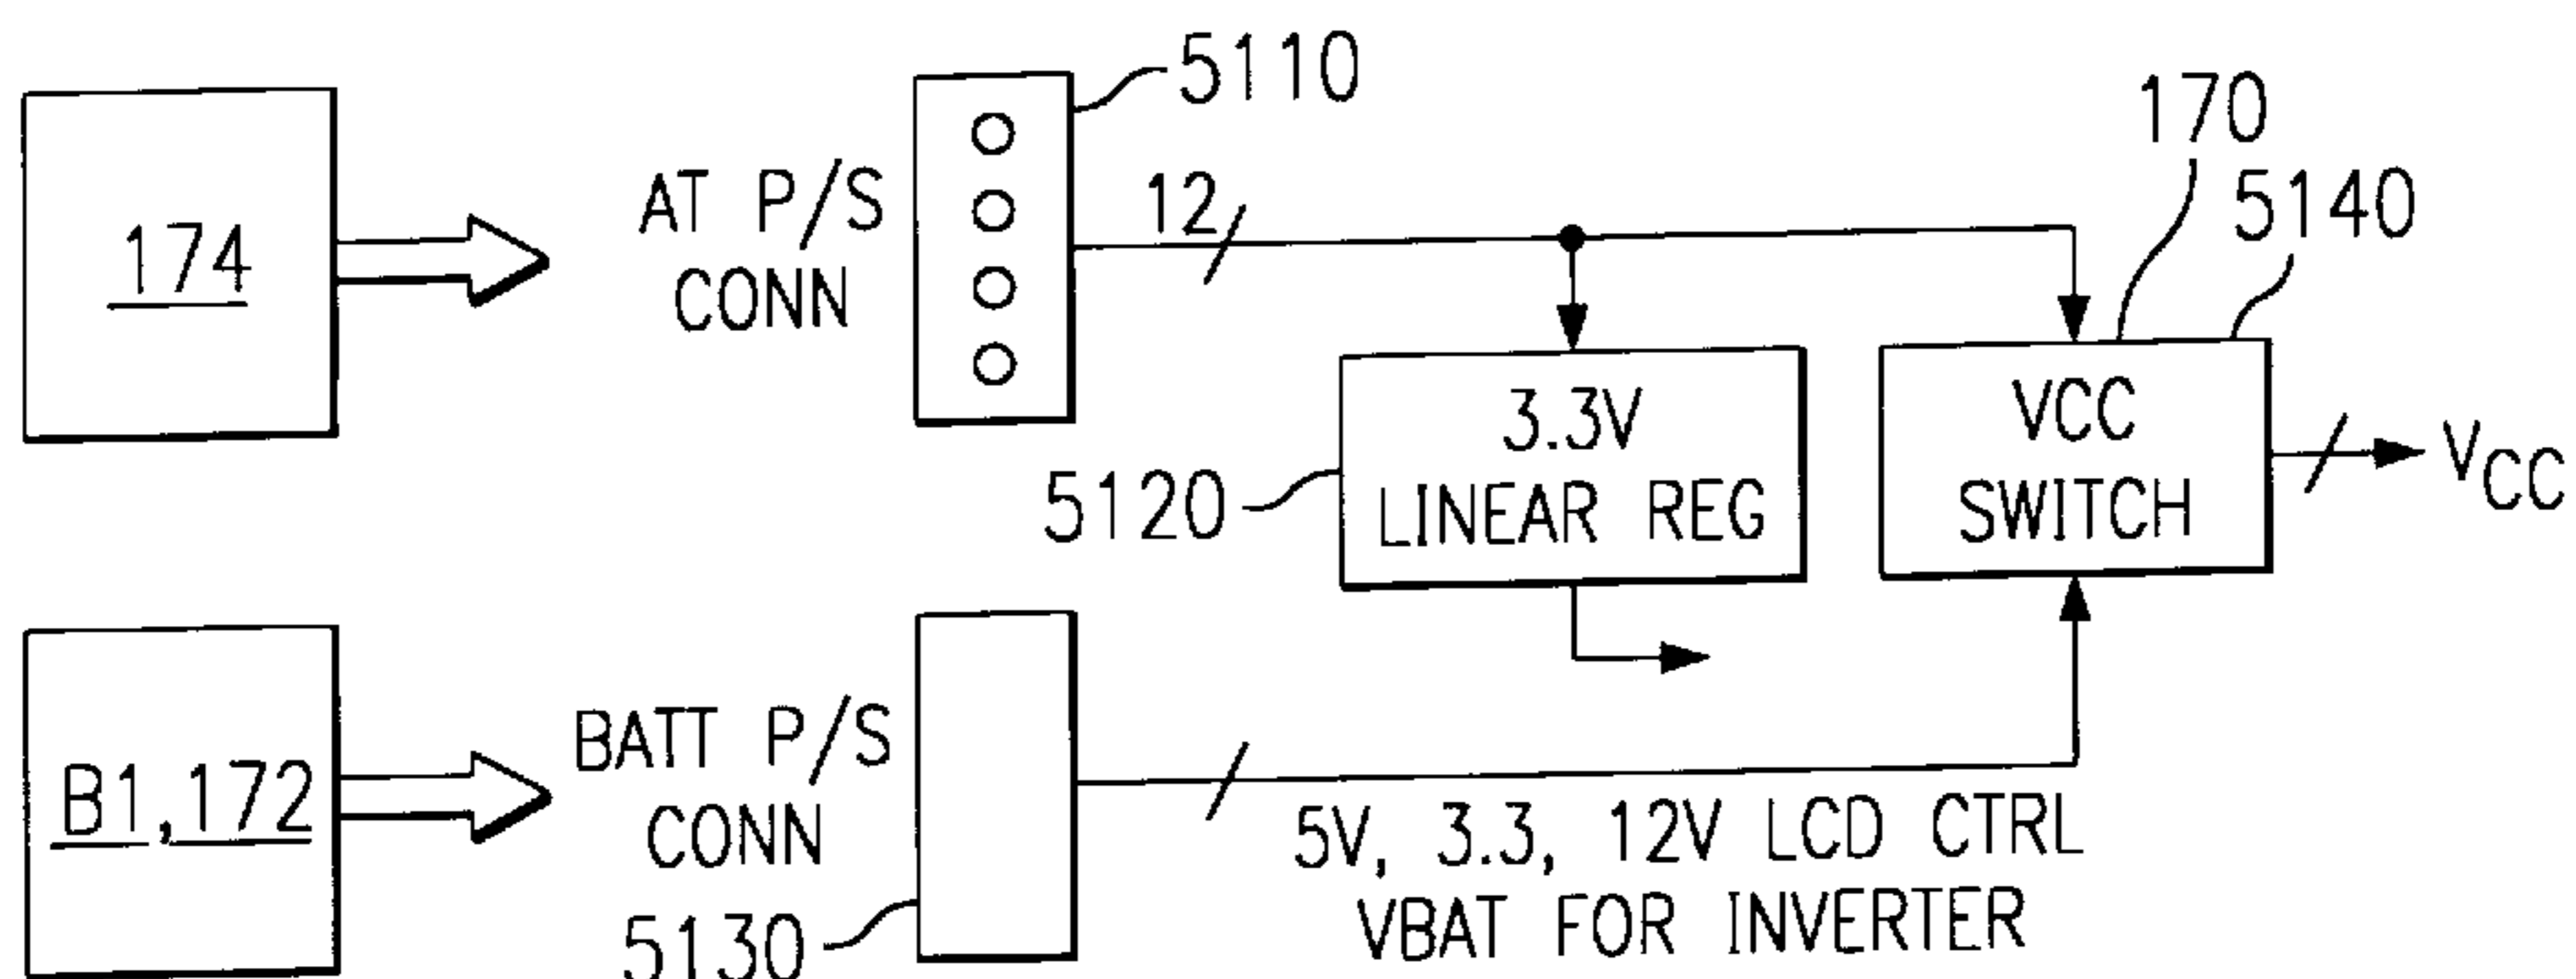 174
AT P/S
CONN
5110
12
170
5140
3.3V
LINEAR REG
5120
VCC
SWITCH
VCC
B1, 172
BATT P/S
CONN
5130
5V, 3.3, 12V LCD CTRL
VBAT FOR INVERTER